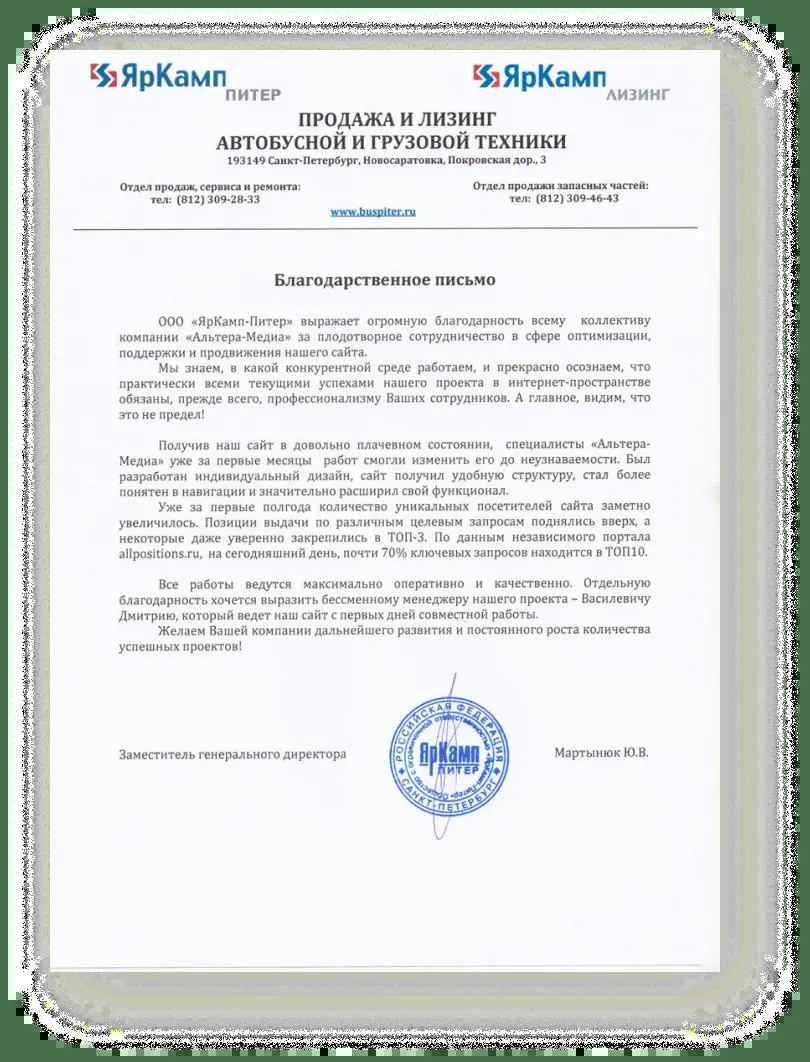 ЯрКамп ПИТЕР
ЯрКамп ЛИЗИНГ
ПРОДАЖА И ЛИЗИНГ
АВТОБУСНОЙ И ГРУЗОВОЙ ТЕХНИКИ
193149 Санкт-Петербург, Новосаратовка, Покровская дор., 3
Отдел продаж, сервиса и ремонта:
тел: (812) 309-28-33
Отдел продажи запасных частей:
тел: (812) 309-46-43
www.buspiter.ru
Благодарственное письмо
ООО «ЯрКамп-Питер» выражает огромную благодарность всему коллективу
компании «Альтера-Медиа» за плодотворное сотрудничество в сфере оптимизации,
поддержки и продвижения нашего сайта.
Мы знаем, в какой конкурентной среде работаем, и прекрасно осознаем, что
практически всеми текущими успехами нашего проекта в интернет-пространстве
обязаны, прежде всего, профессионализму Ваших сотрудников. А главное, видим, что
это не предел!
Получив наш сайт в довольно плачевном состоянии, специалисты «Альтера-
Медиа» уже за первые месяцы работ смогли изменить его до неузнаваемости. Был
разработан индивидуальный дизайн, сайт получил удобную структуру, стал более
понятен в навигации и значительно расширил свой функционал.
Уже за первые полгода количество уникальных посетителей сайта заметно
увеличилось. Позиции выдачи по различным целевым запросам поднялись вверх, а
некоторые даже уверенно закрепились в ТОП-3. По данным независимого портала
allpositions.ru, на сегодняшний день, почти 70% ключевых запросов находится в ТОП10.
Все работы ведутся максимально оперативно и качественно. Отдельную
благодарность хочется выразить бессменному менеджеру нашего проекта – Василевичу
Дмитрию, который ведет наш сайт с первых дней совместной работы.
Желаем Вашей компании дальнейшего развития и постоянного роста количества
успешных проектов!
Заместитель генерального директора
Мартынюк Ю.В.
РОССИЙСКАЯ ФЕДЕРАЦИЯ
САНКТ-ПЕТЕРБУРГ
Общество с ограниченной ответственностью «ЯрКамп-Питер»
ЯрКамп
ПИТЕР